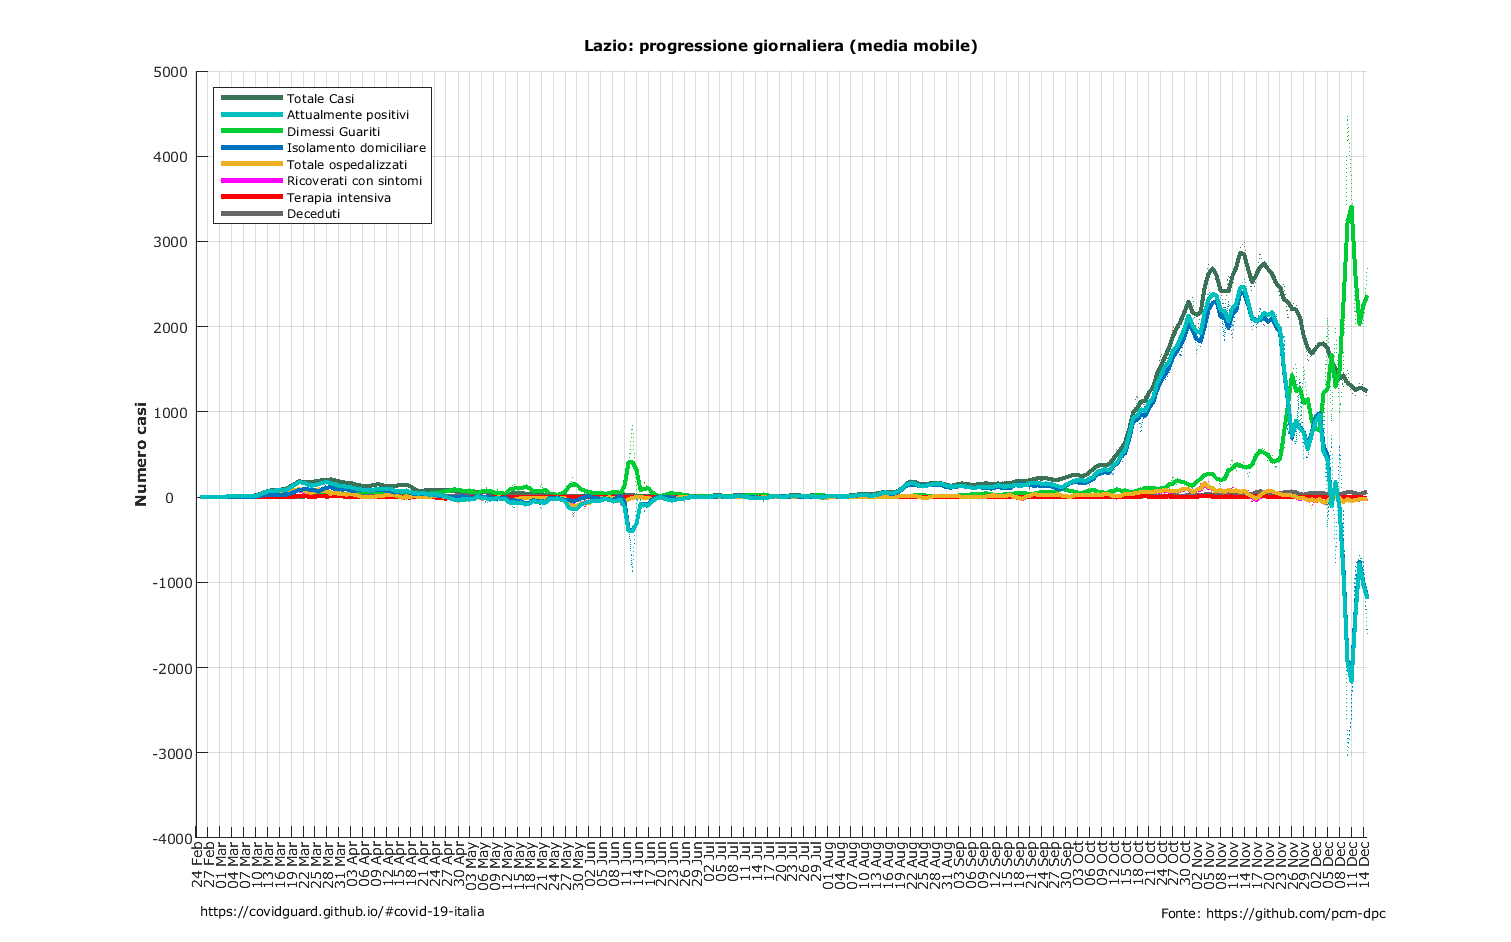 Lazio: progressione giornaliera (media mobile)
5000
4000
3000
2000
1000
0
-1000
-2000
-3000
-4000
Numero casi
Totale Casi
Attualmente positivi
Dimessi Guariti
Isolamento domiciliare
Totale ospedalizzati
Ricoverati con sintomi
Terapia intensiva
Deceduti
24 Feb
27 Feb
01 Mar
04 Mar
07 Mar
10 Mar
13 Mar
16 Mar
19 Mar
22 Mar
25 Mar
28 Mar
31 Mar
03 Apr
06 Apr
09 Apr
12 Apr
15 Apr
18 Apr
21 Apr
24 Apr
27 Apr
30 Apr
03 May
06 May
09 May
12 May
15 May
18 May
21 May
24 May
27 May
30 May
02 Jun
05 Jun
08 Jun
11 Jun
14 Jun
17 Jun
20 Jun
23 Jun
26 Jun
29 Jun
02 Jul
05 Jul
08 Jul
11 Jul
14 Jul
17 Jul
20 Jul
23 Jul
26 Jul
29 Jul
01 Aug
04 Aug
07 Aug
10 Aug
13 Aug
16 Aug
19 Aug
22 Aug
25 Aug
28 Aug
31 Aug
03 Sep
06 Sep
09 Sep
12 Sep
15 Sep
18 Sep
21 Sep
24 Sep
27 Sep
30 Sep
03 Oct
06 Oct
09 Oct
12 Oct
15 Oct
18 Oct
21 Oct
24 Oct
27 Oct
30 Oct
02 Nov
05 Nov
08 Nov
11 Nov
14 Nov
17 Nov
20 Nov
23 Nov
26 Nov
29 Nov
02 Dec
05 Dec
08 Dec
11 Dec
14 Dec
https://covidguard.github.io/#covid-19-italia
Fonte: https://github.com/pcm-dpc